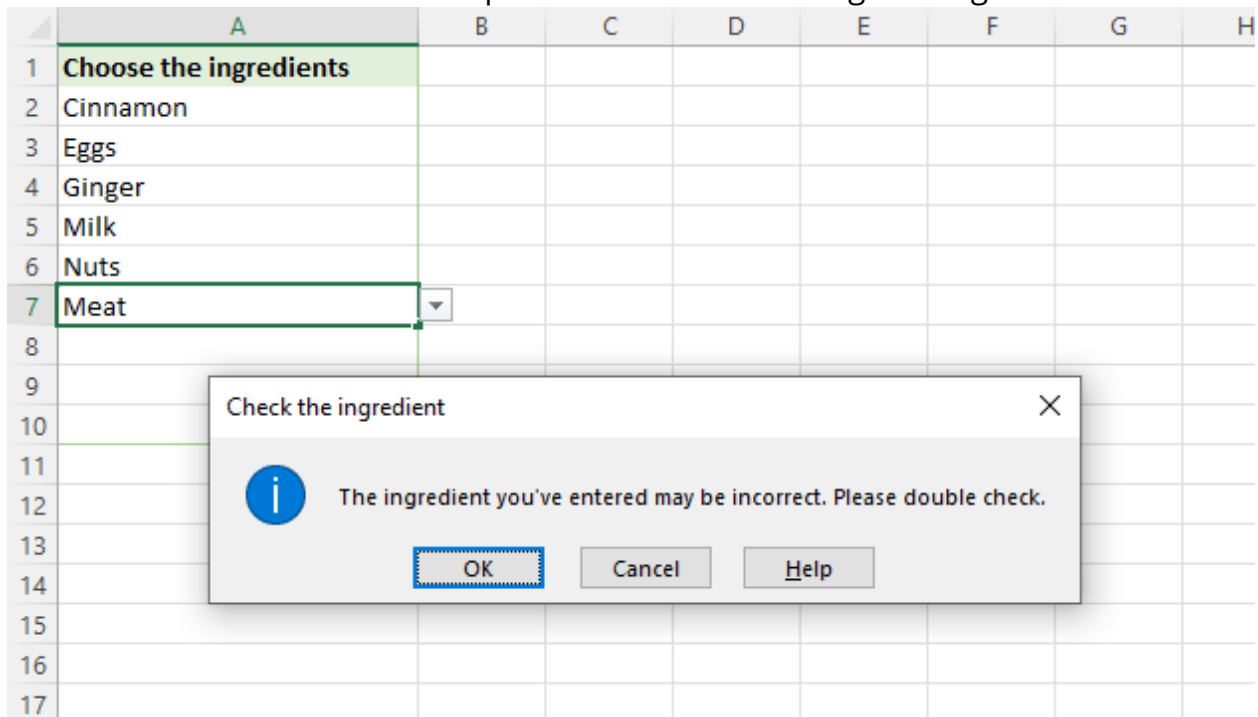 A B C D E F G H
1 Choose the ingredients
2 Cinnamon
3 Eggs
4 Ginger
5 Milk
6 Nuts
7 Meat
8
9
Check the ingredient
10
11
The ingredient you've entered may be incorrect. Please double check.
12
13
OK Cancel Help
14
15
16
17